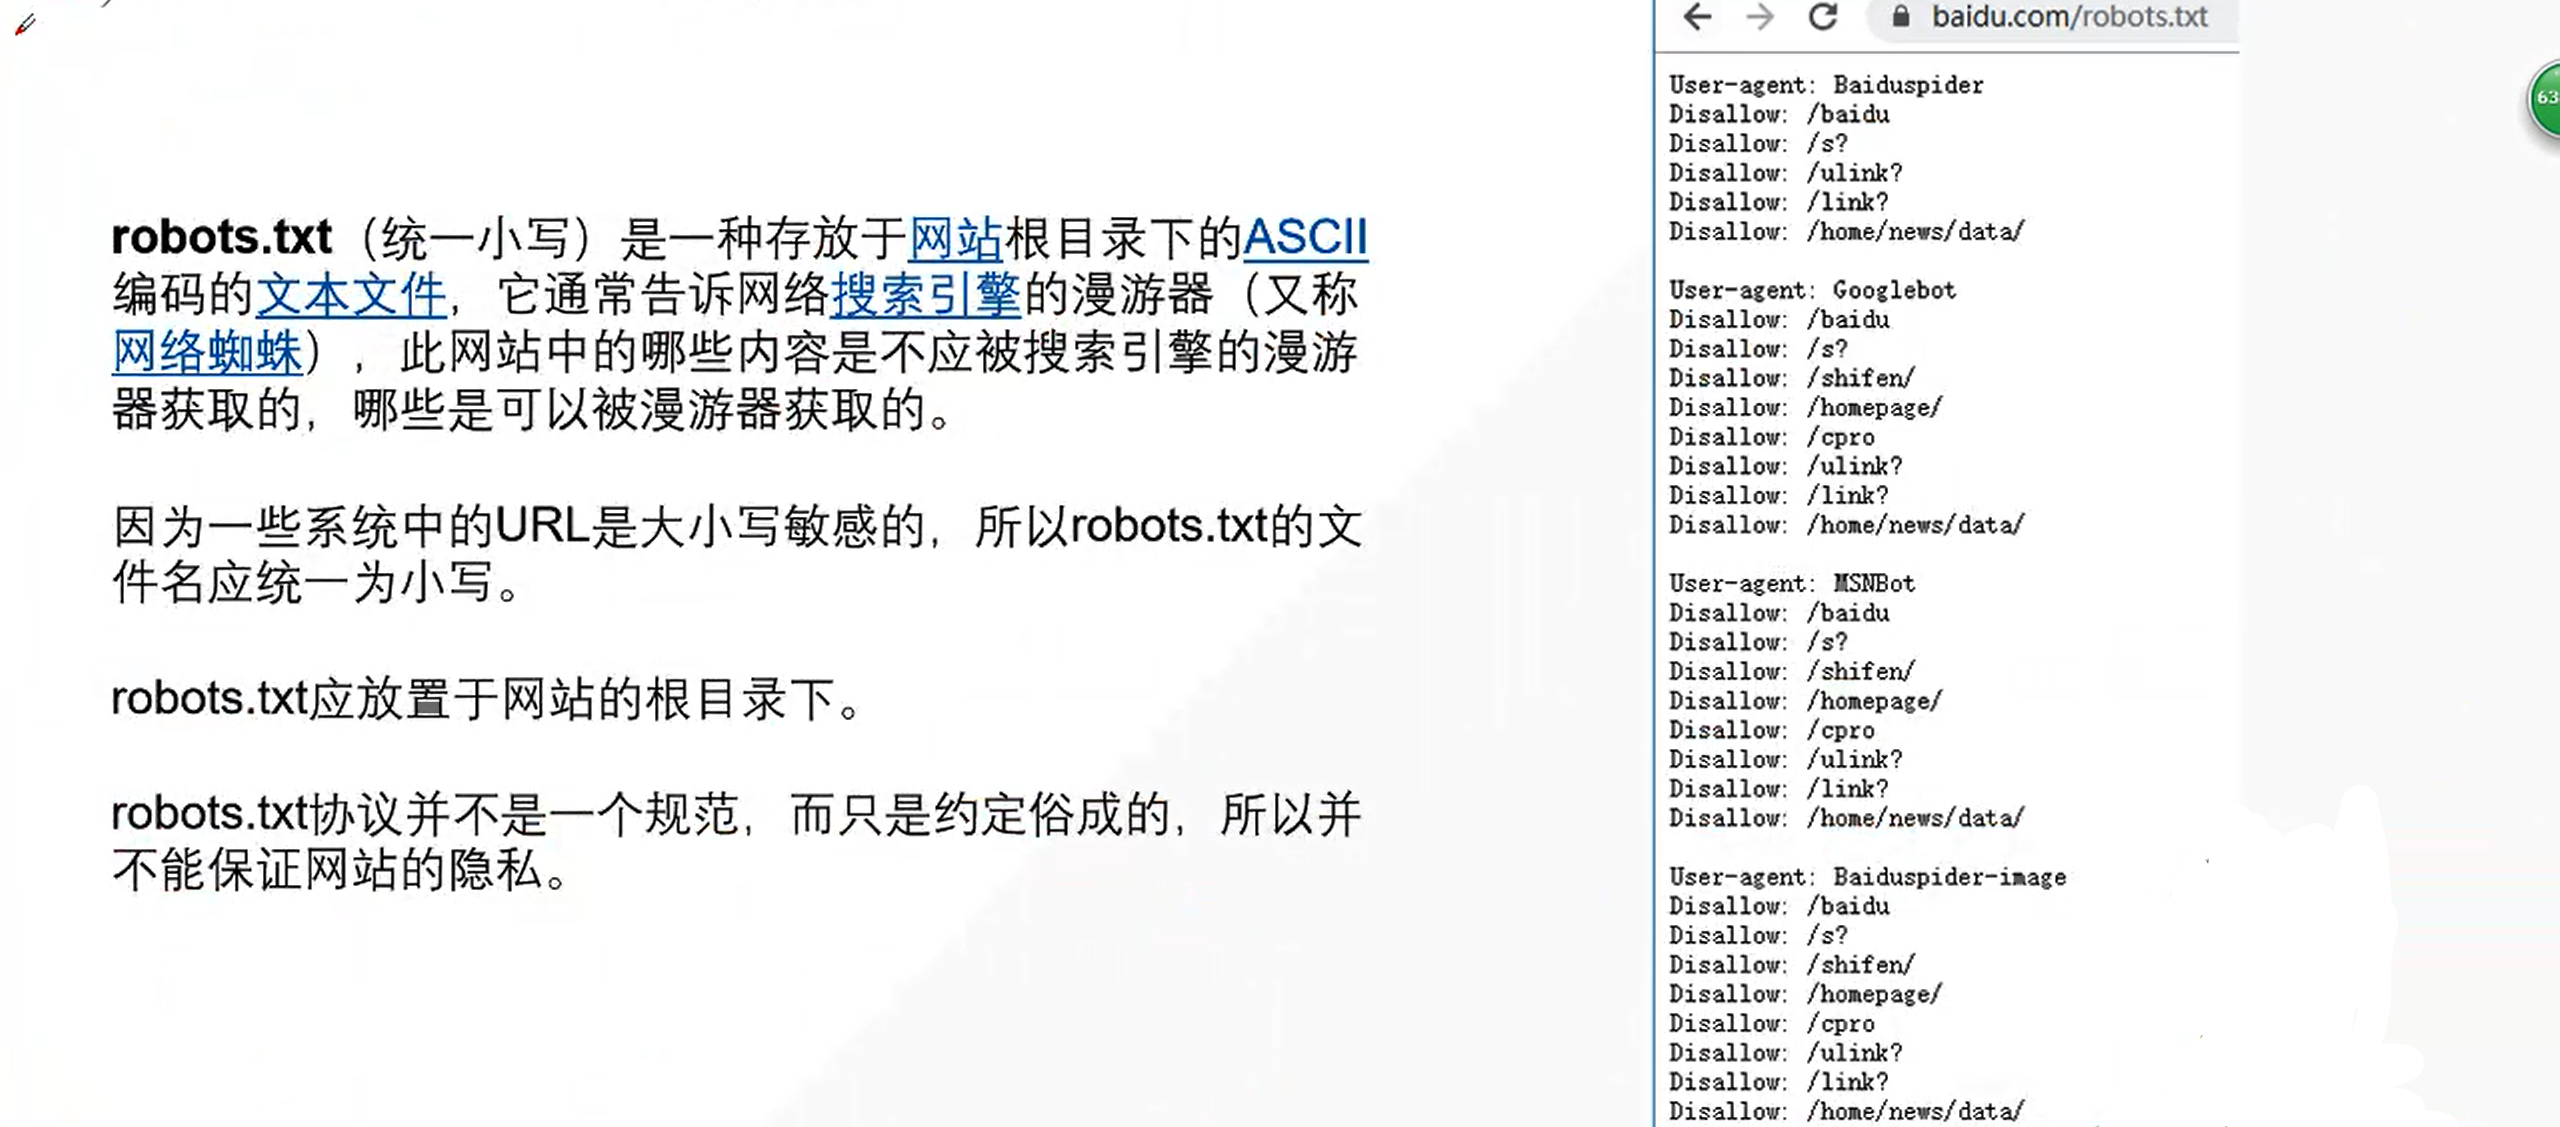 robots.txt（统一小写）是一种存放于网站根目录下的ASCII
编码的文本文件，它通常告诉网络搜索引擎的漫游器（又称
网络蜘蛛），此网站中的哪些内容是不应被搜索引擎的漫游
器获取的，哪些是可以被漫游器获取的。
因为一些系统中的URL是大小写敏感的，所以robots.txt的文
件名应统一为小写。
robots.txt应放置于网站的根目录下。
robots.txt协议并不是一个规范，而只是约定俗成的，所以并
不能保证网站的隐私。
baidu.com/robots.txt
User-agent: Baiduspider
Disallow: /baidu
Disallow: /s?
Disallow: /ulink?
Disallow: /link?
Disallow: /home/news/data/
User-agent: Googlebot
Disallow: /baidu
Disallow: /s?
Disallow: /shifen/
Disallow: /homepage/
Disallow: /cpro
Disallow: /ulink?
Disallow: /link?
Disallow: /home/news/data/
User-agent: MSNBot
Disallow: /baidu
Disallow: /s?
Disallow: /shifen/
Disallow: /homepage/
Disallow: /cpro
Disallow: /ulink?
Disallow: /link?
Disallow: /home/news/data/
User-agent: Baiduspider-image
Disallow: /baidu
Disallow: /s?
Disallow: /shifen/
Disallow: /homepage/
Disallow: /cpro
Disallow: /ulink?
Disallow: /link?
Disallow: /home/news/data/
63